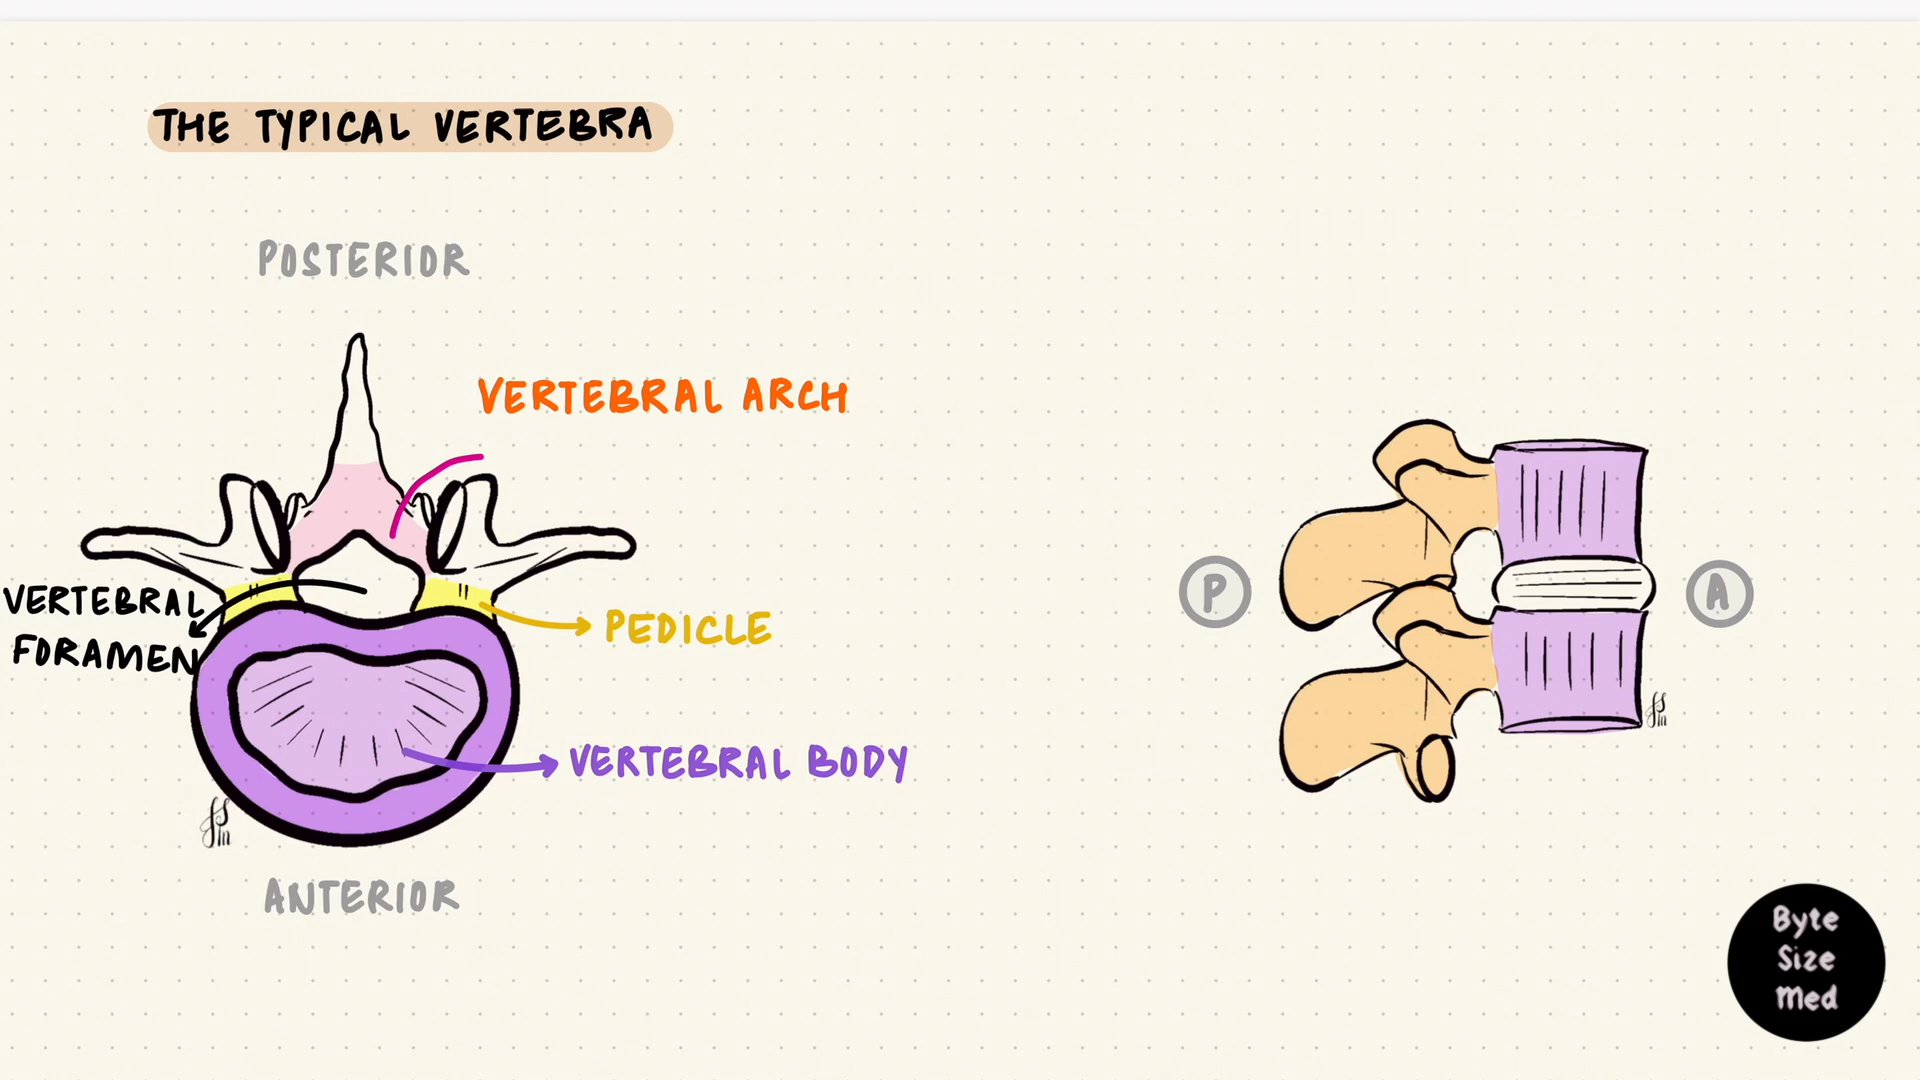 THE TYPICAL VERTEBRA
POSTERIOR
VERTEBRAL ARCH
VERTEBRAL
FORAMEN
PEDICLE
VERTEBRAL BODY
ANTERIOR
P
A
Byte
Size
Med